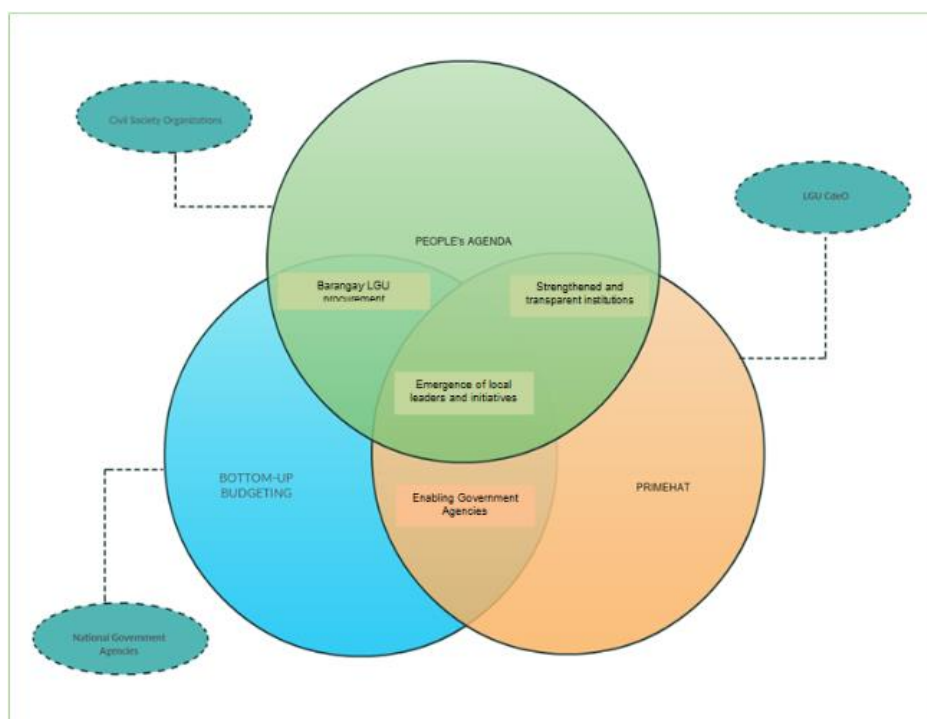 Civil Society Organizations
LGU CdeO
PEOPLE's AGENDA
Barangay LGU
procurement
Strengthened and
transparent institutions
Emergence of local
leaders and initiatives
BOTTOM-UP
BUDGETING
PRIMEHAT
Enabling Government
Agencies
National Government
Agencies